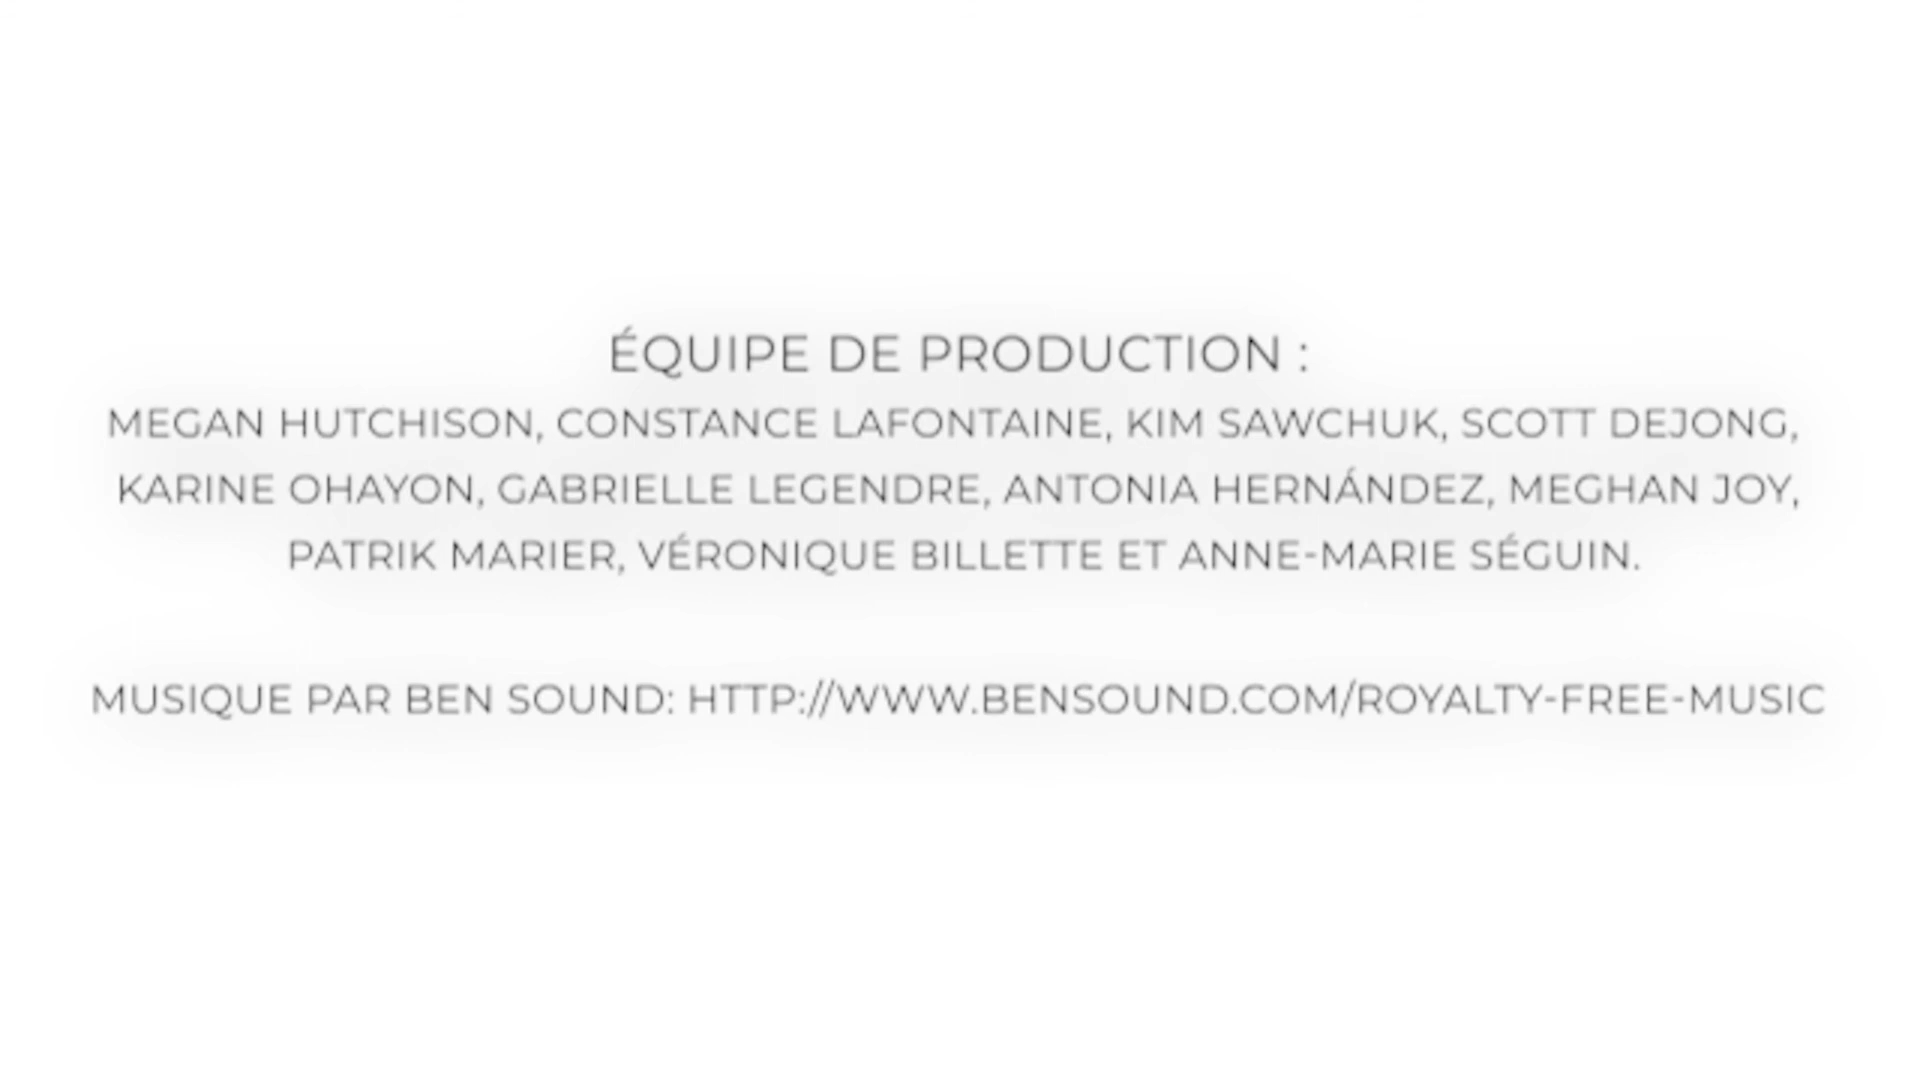 ÉQUIPE DE PRODUCTION :
MEGAN HUTCHISON, CONSTANCE LAFONTAINE, KIM SAWCHUK, SCOTT DEJONG,
KARINE OHAYON, GABRIELLE LEGENDRE, ANTONIA HERNÁNDEZ, MEGHAN JOY,
PATRIK MARIER, VÉRONIQUE BILLETTE ET ANNE-MARIE SÉGUIN.
MUSIQUE PAR BEN SOUND: HTTP://WWW.BENSOUND.COM/ROYALTY-FREE-MUSIC